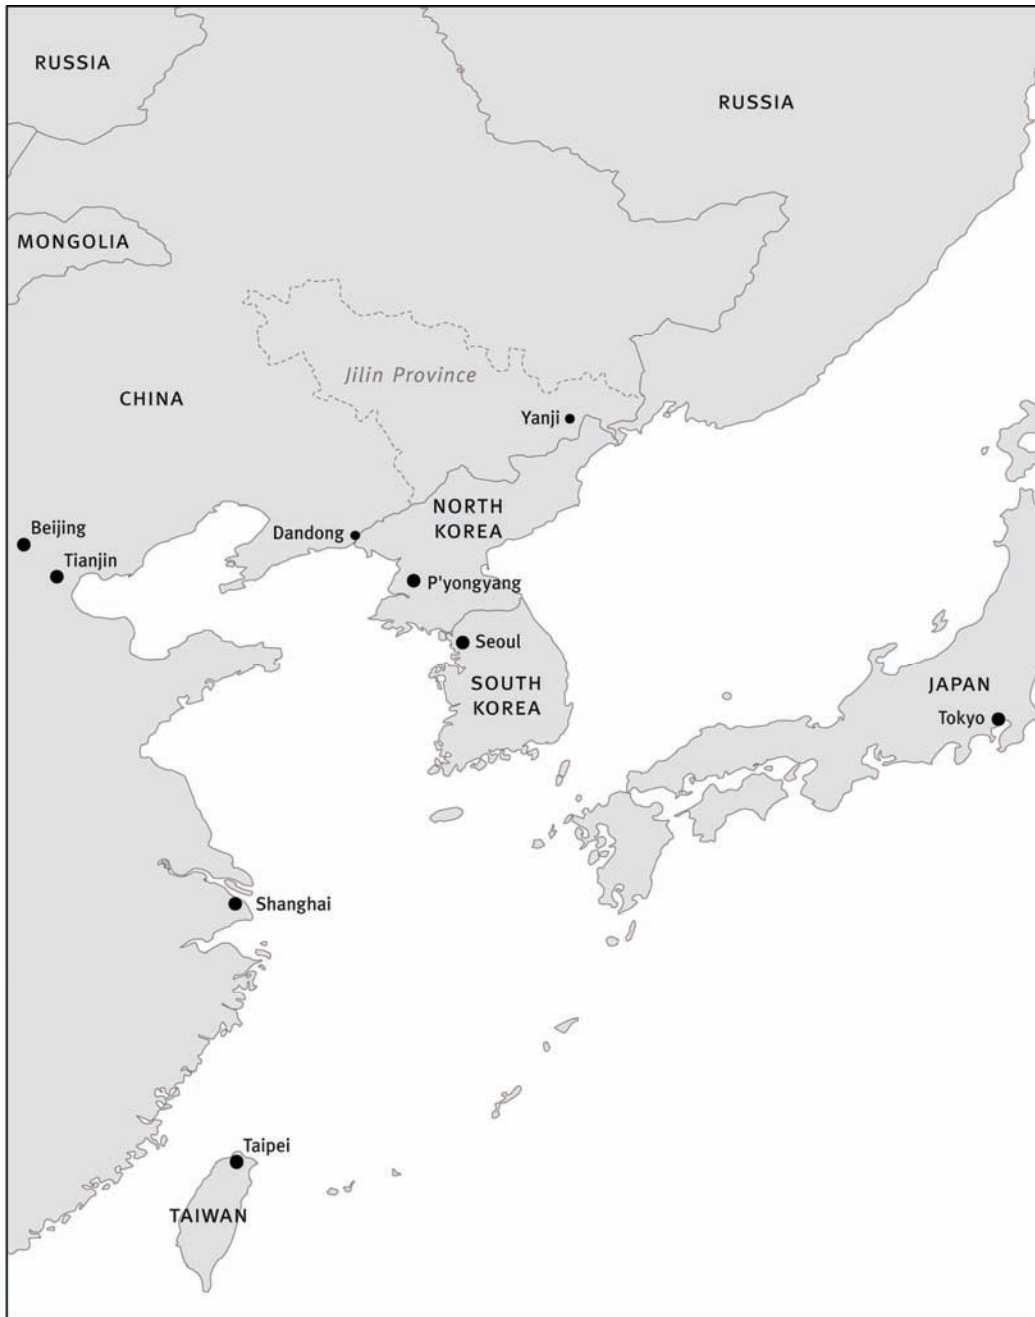 RUSSIA
RUSSIA
MONGOLIA
Jilin Province
CHINA
Yanji
NORTH
KOREA
Beijing
Dandong
Tianjin
P'yongyang
Seoul
SOUTH
KOREA
JAPAN
Tokyo
Shanghai
Taipei
TAIWAN